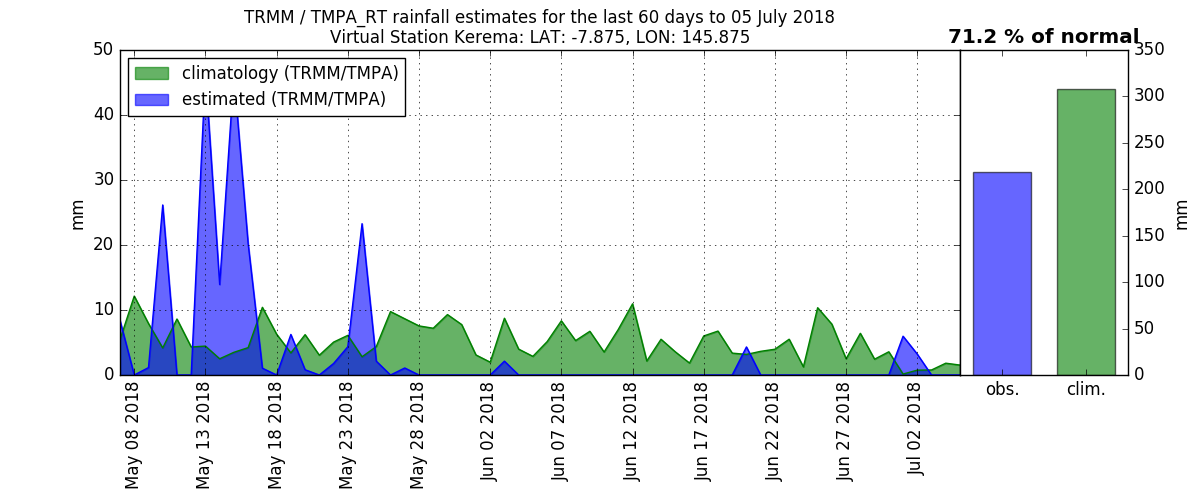 TRMM / TMPA_RT rainfall estimates for the last 60 days to 05 July 2018
Virtual Station Kerema: LAT: -7.875, LON: 145.875
71.2 % of normal
climatology (TRMM/TMPA)
estimated (TRMM/TMPA)
50
40
30
20
10
0
mm
May 08 2018
May 13 2018
May 18 2018
May 23 2018
May 28 2018
Jun 02 2018
Jun 07 2018
Jun 12 2018
Jun 17 2018
Jun 22 2018
Jun 27 2018
Jul 02 2018
350
300
250
200
150
100
50
0
mm
obs.
clim.